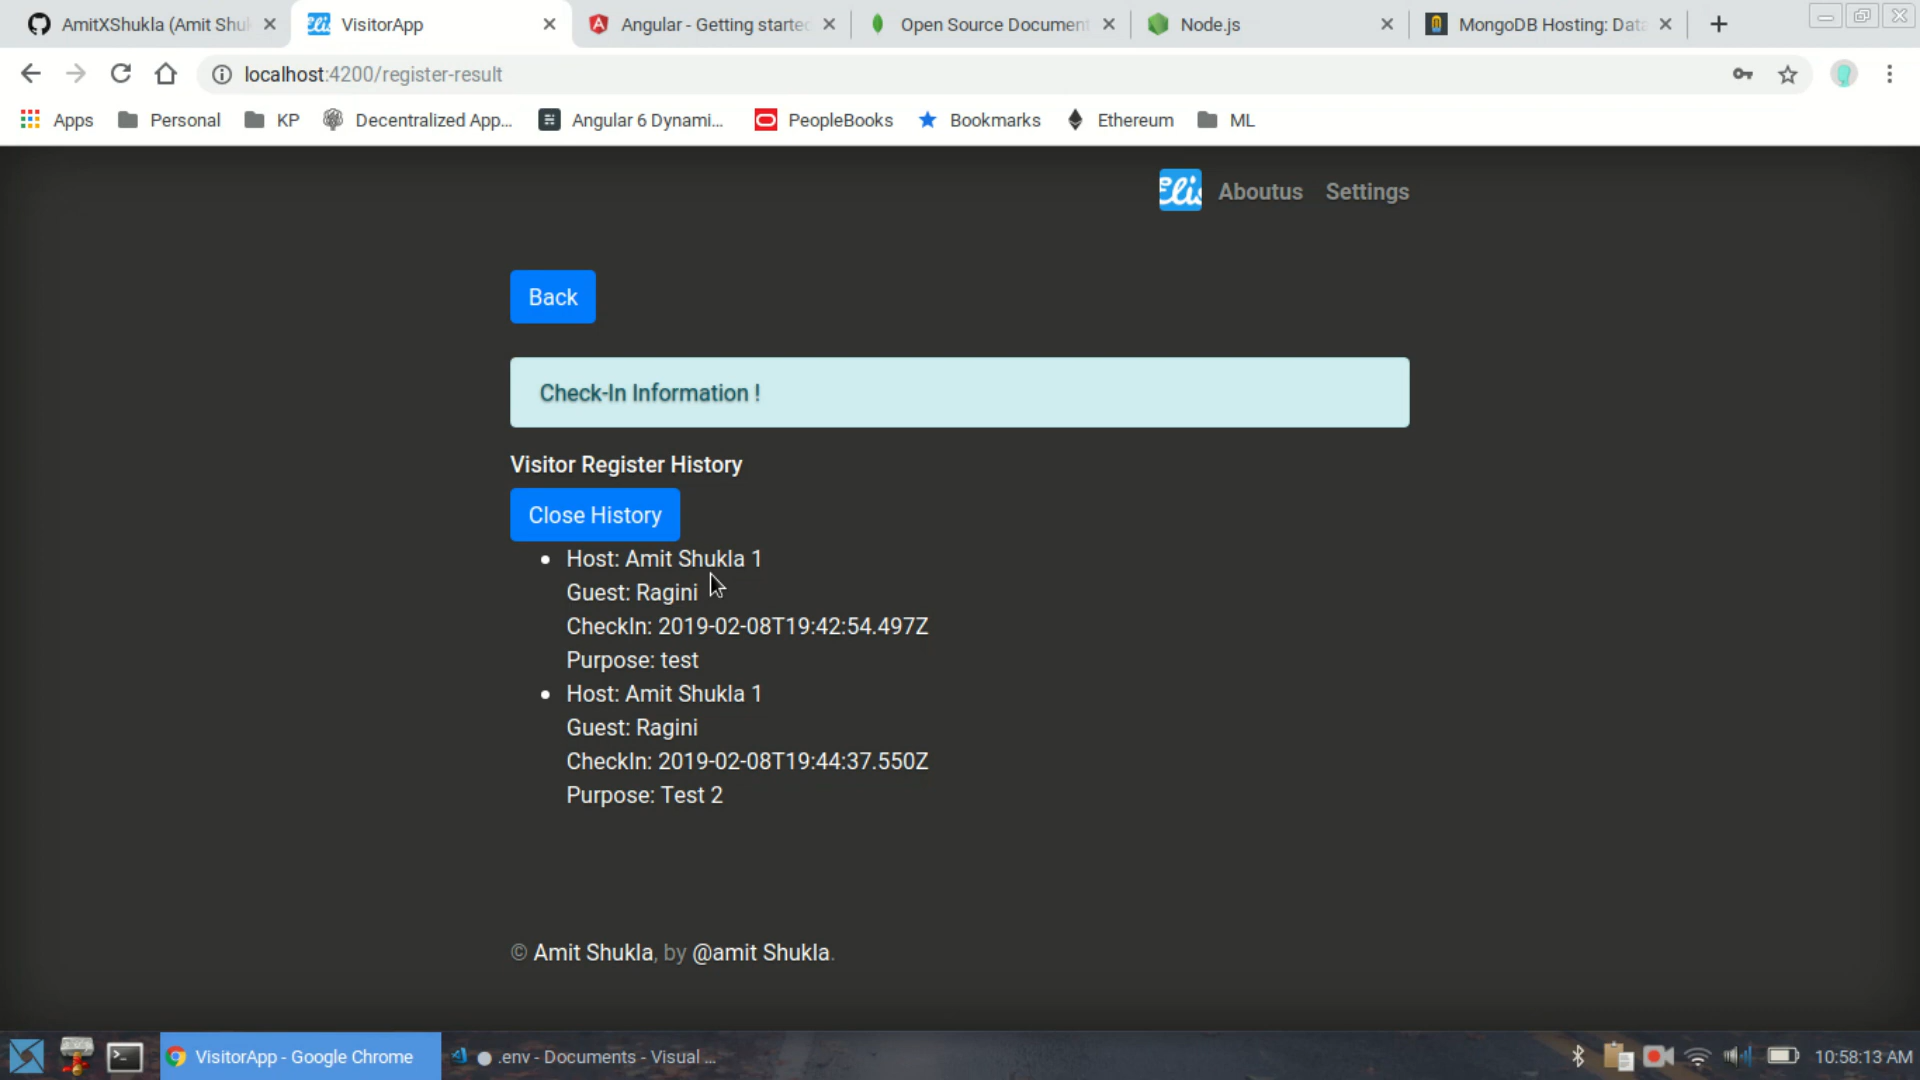 AmitXShukla (Amit Shu
VisitorApp
Angular - Getting starte
Open Source Document
Node.js
MongoDB Hosting: Data
localhost:4200/register-result
Apps
Personal
KP
Decentralized App...
Angular 6 Dynami...
PeopleBooks
Bookmarks
Ethereum
ML
Elis
Aboutus
Settings
Back
Check-In Information !
Visitor Register History
Close History
Host: Amit Shukla 1
Guest: Ragini
CheckIn: 2019-02-08T19:42:54.497Z
Purpose: test
Host: Amit Shukla 1
Guest: Ragini
CheckIn: 2019-02-08T19:44:37.550Z
Purpose: Test 2
© Amit Shukla, by @amit Shukla.
VisitorApp - Google Chrome
● .env - Documents - Visual ...
10:58:13 AM